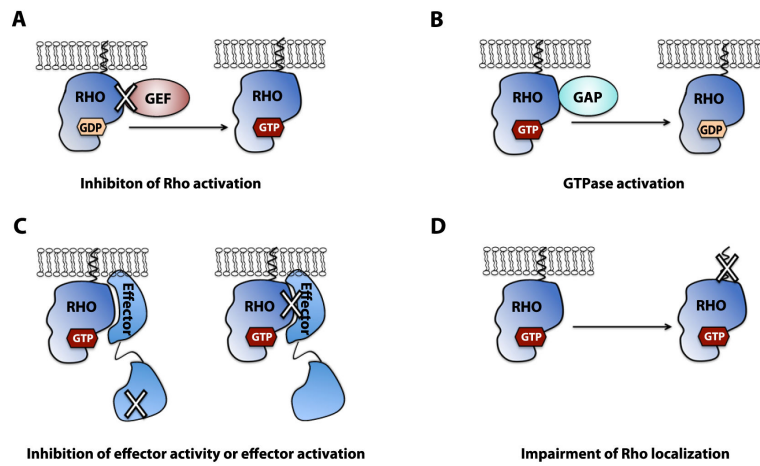 A
RHO
GEF
GDP
RHO
GTP
Inhibiton of Rho activation
B
RHO
GAP
GTP
RHO
GDP
GTPase activation
C
RHO
Effector
GTP
RHO
Effector
GTP
Inhibition of effector activity or effector activation
D
RHO
GTP
RHO
GTP
Impairment of Rho localization